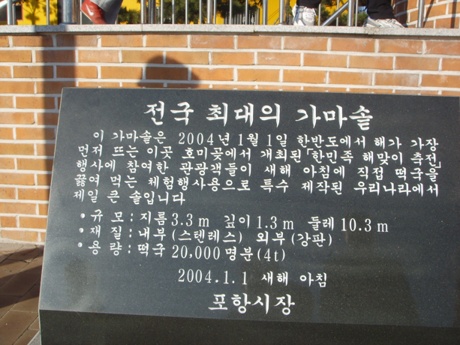 전국 최대의 가마솥
이 가마솥은 2004년 1월 1일 한반도에서 해가 가장
먼저 뜨는 이곳 호미곶에서 개최된 「한민족 해맞이 축전」
행사에 참여한 관광객들이 새해 아침에 직접 떡국을
끓여 먹는 체험행사용으로 특수 제작된 우리나라에서
제일 큰 솥입니다
• 규 모 : 지름 3.3 m 깊이 1.3 m 둘레 10.3 m
• 재 질 : 내부 (스텐레스) 외부 (강판)
• 용 량 : 떡국 20,000 명분 (4t)
2004.1.1 새해 아침
포항시장